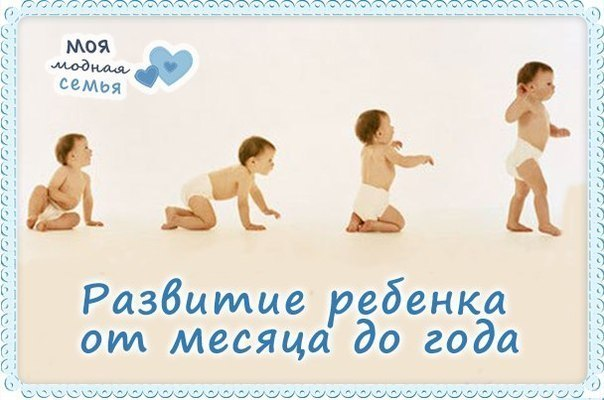 Моя
модная
семья
Развитие ребенка
от месяца до года